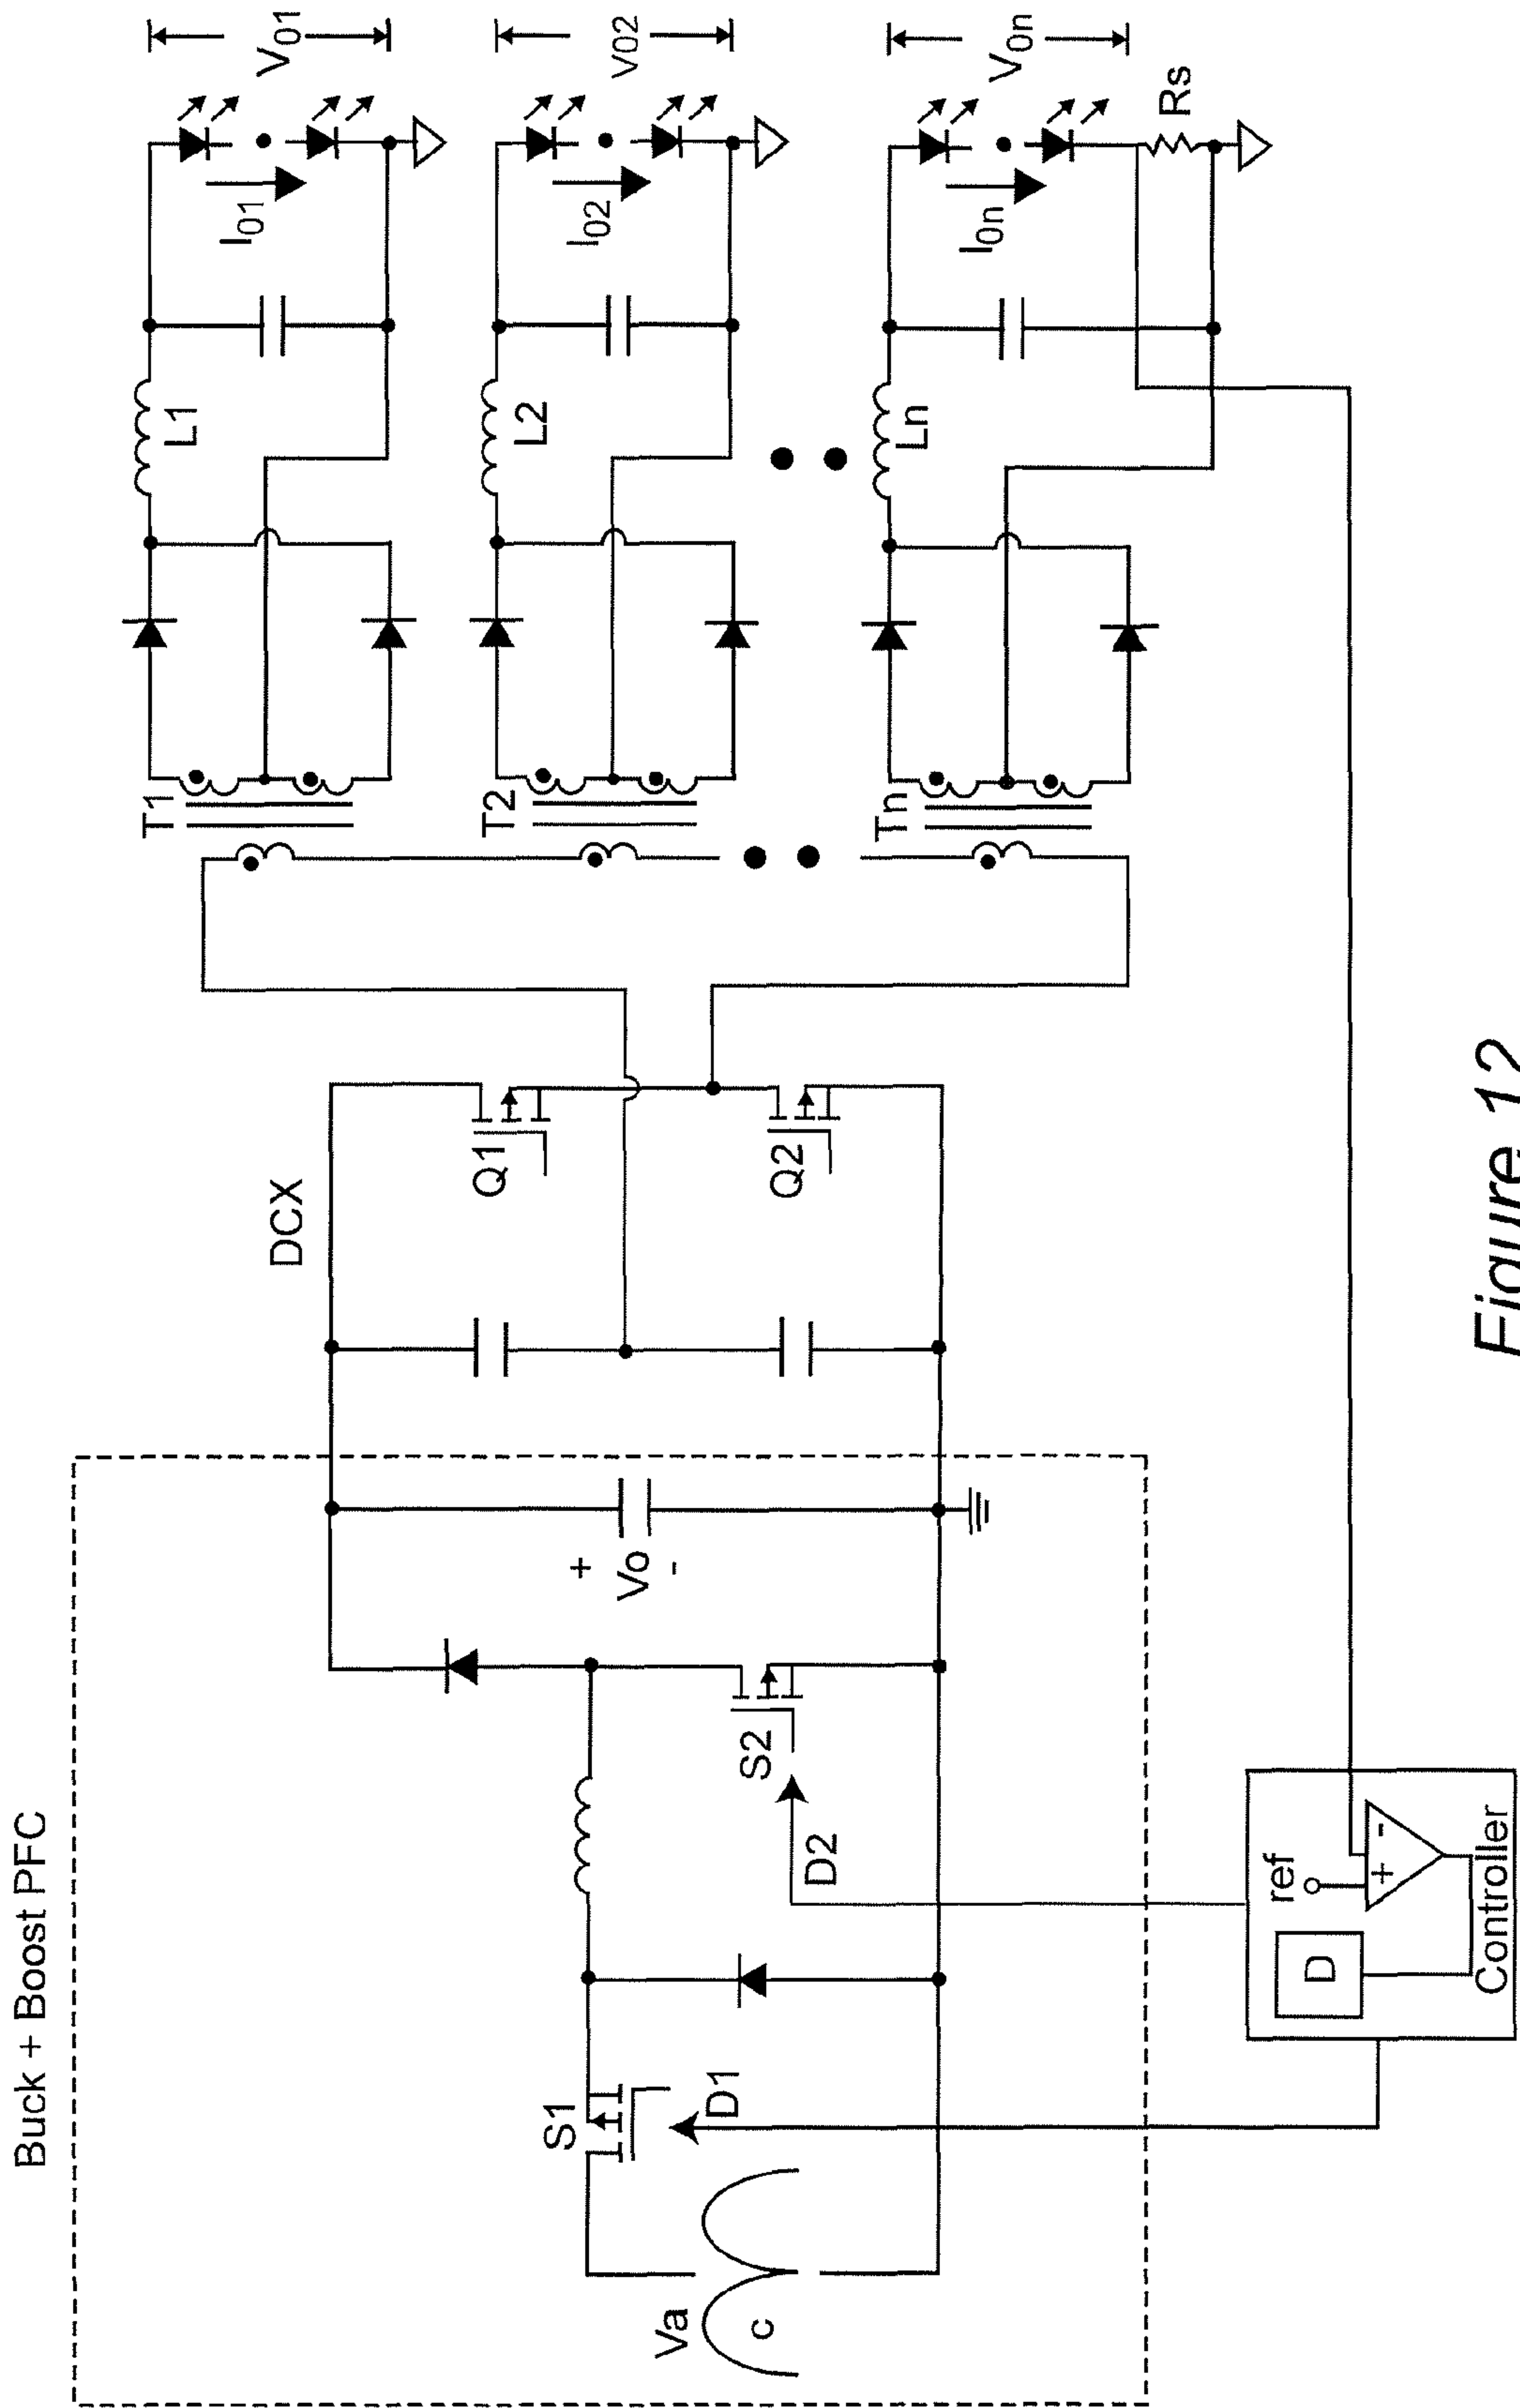 Buck + Boost PFC
Va
c
S1
D1
S2
D2
+
Vo
-
DCX
Q1
Q2
T1
L1
I01
V01
T2
L2
I02
V02
Tn
Ln
I0n
V0n
Rs
D
ref
+
-
Controller
Figure 12